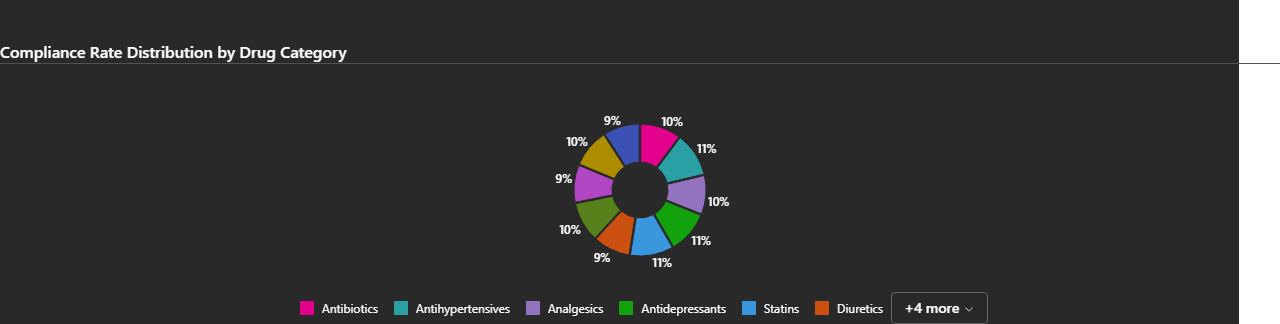 Compliance Rate Distribution by Drug Category
9% 10%
10% 11%
9% 10%
10% 11%
9% 11%
Antibiotics Antihypertensives Analgesics Antidepressants Statins Diuretics +4 more